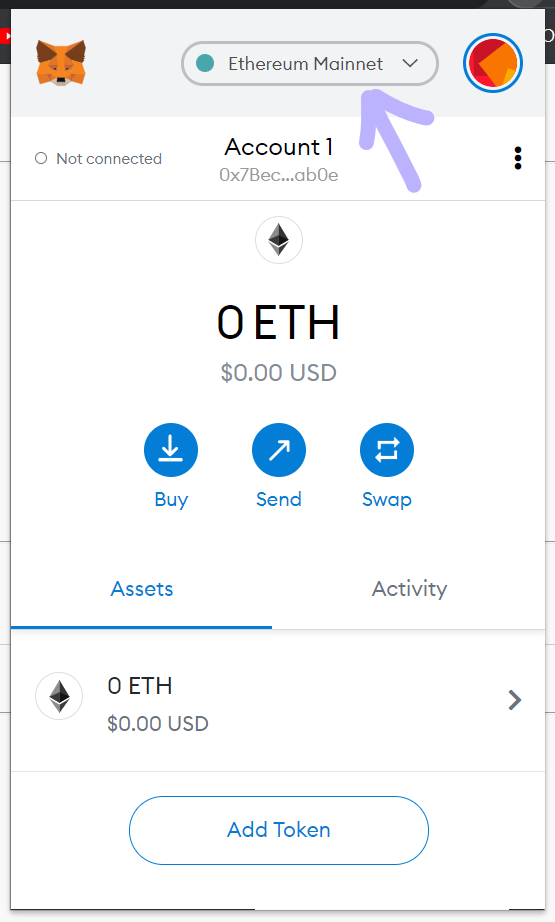 Ethereum Mainnet
Not connected
Account 1
0x7Bec...ab0e
0 ETH
$0.00 USD
Buy
Send
Swap
Assets
Activity
0 ETH
$0.00 USD
Add Token